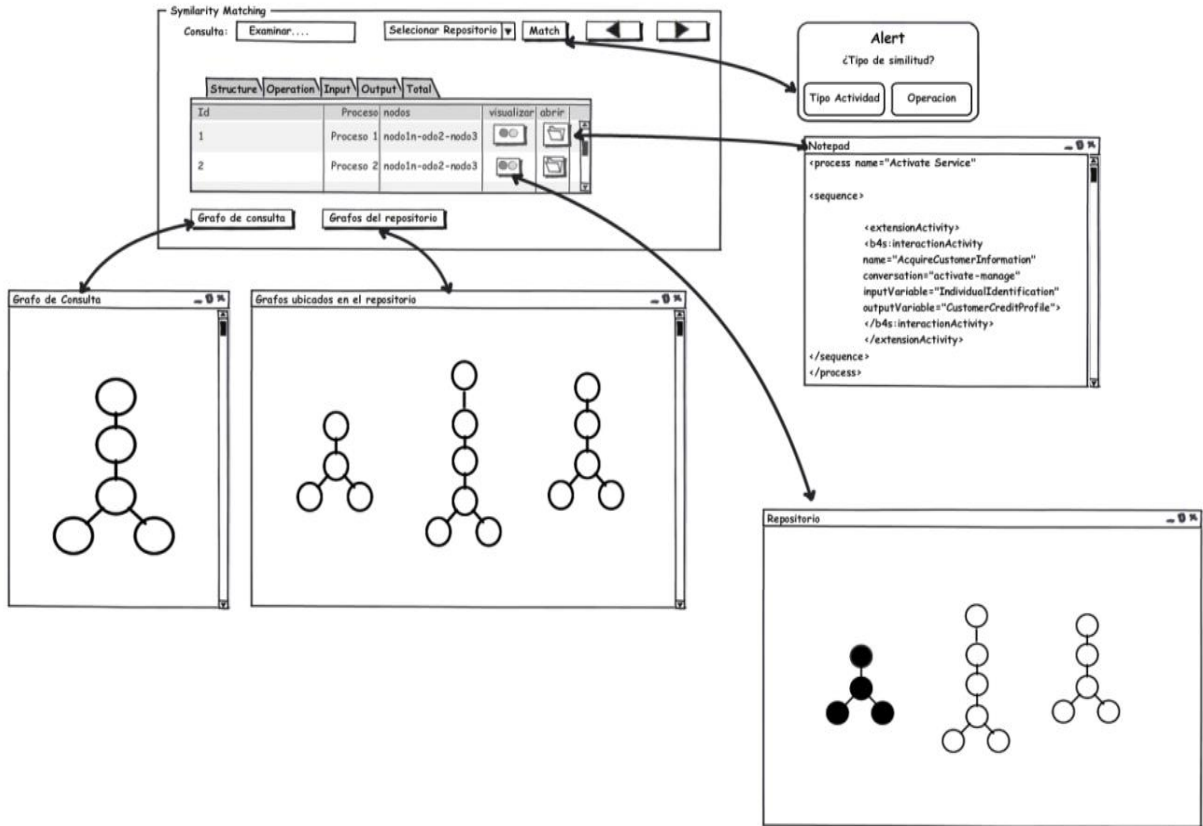 Symilarity Matching
Consulta: Examinar.... Selecionar Repositorio Match
Structure Operation Input Output Total
Id Proceso nodos visualizar abrir
1 Proceso 1 nodo1n-odo2-nodo3
2 Proceso 2 nodo1n-odo2-nodo3
Grafo de consulta Grafos del repositorio
Alert
¿Tipo de similitud?
Tipo Actividad Operacion
Notepad
<process name="Activate Service"
<sequence>
<extensionActivity>
<b4s:interactionActivity
name="AcquireCustomerInformation"
conversation="activate-manage"
inputVariable="IndividualIdentification"
outputVariable="CustomerCreditProfile">
</b4s:interactionActivity>
</extensionActivity>
</sequence>
</process>
Grafo de Consulta
Grafos ubicados en el repositorio
Repositorio